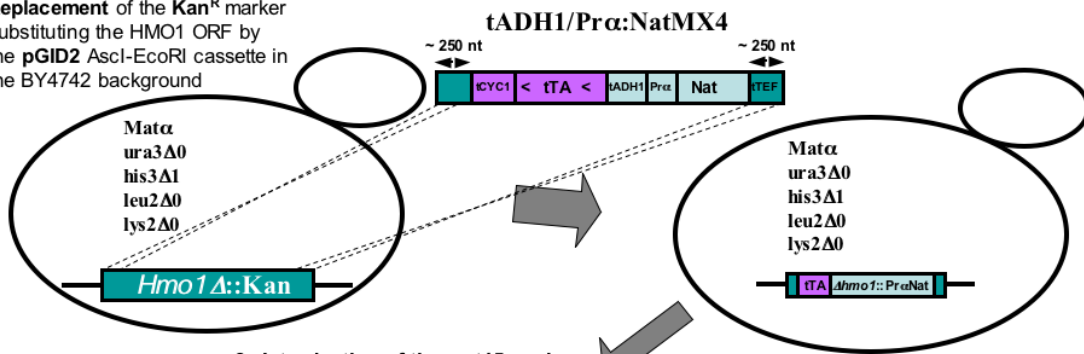 eplacement of the Kanᴿ marker
ubstituting the HMO1 ORF by
he pGID2 AscI-EcoRI cassette in
he BY4742 background
tADH1/Prα:NatMX4
~ 250 nt
~ 250 nt
tCYC1 < tTA < tADH1 Prα Nat tTEF
Matα
ura3Δ0
his3Δ1
leu2Δ0
lys2Δ0
Hmo1Δ::Kan
Matα
ura3Δ0
his3Δ1
leu2Δ0
lys2Δ0
tTA Δhmo1::PrαNat